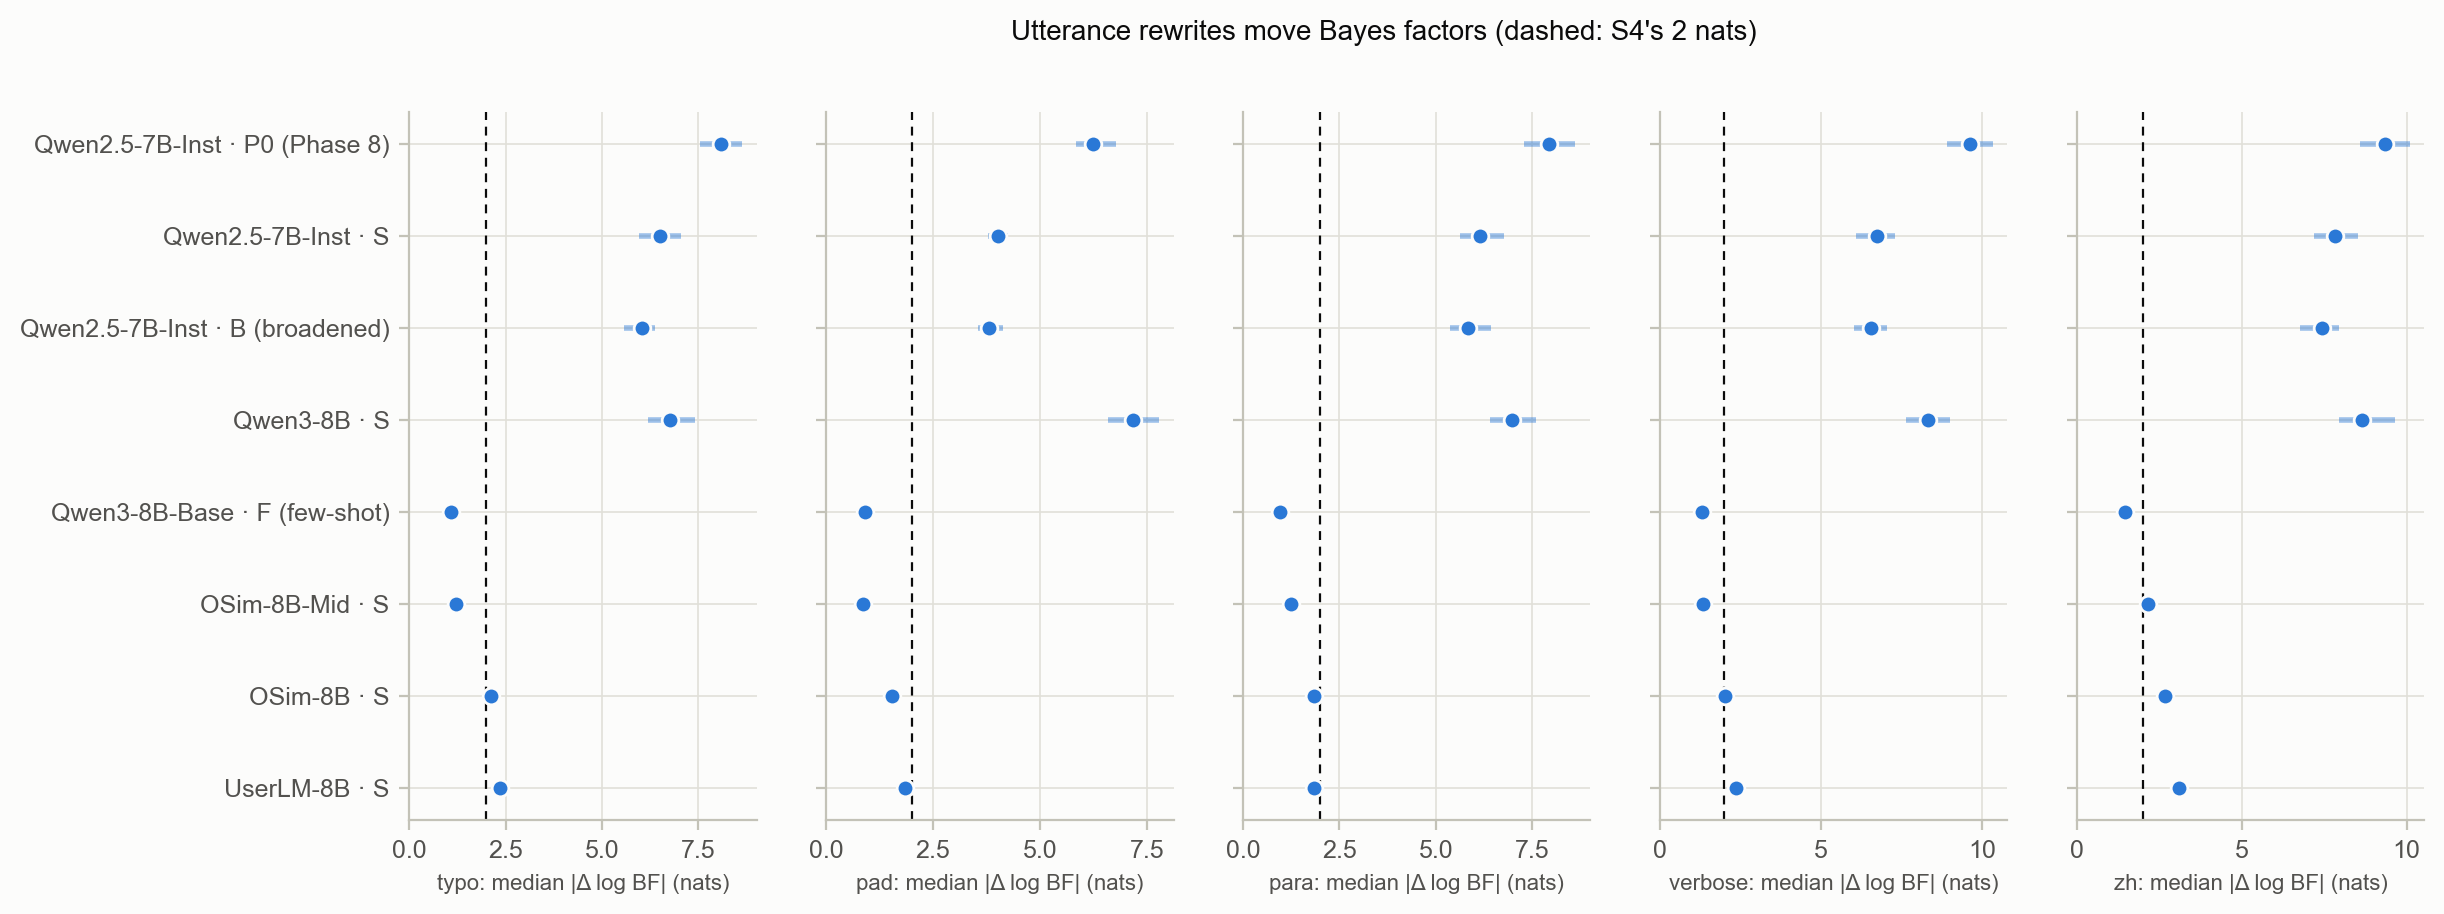 Utterance rewrites move Bayes factors (dashed: S4's 2 nats)
Qwen2.5-7B-Inst · P0 (Phase 8)
Qwen2.5-7B-Inst · S
Qwen2.5-7B-Inst · B (broadened)
Qwen3-8B · S
Qwen3-8B-Base · F (few-shot)
OSim-8B-Mid · S
OSim-8B · S
UserLM-8B · S
0.0 2.5 5.0 7.5
typo: median |Δ log BF| (nats)
0.0 2.5 5.0 7.5
pad: median |Δ log BF| (nats)
0.0 2.5 5.0 7.5
para: median |Δ log BF| (nats)
0 5 10
verbose: median |Δ log BF| (nats)
0 5 10
zh: median |Δ log BF| (nats)